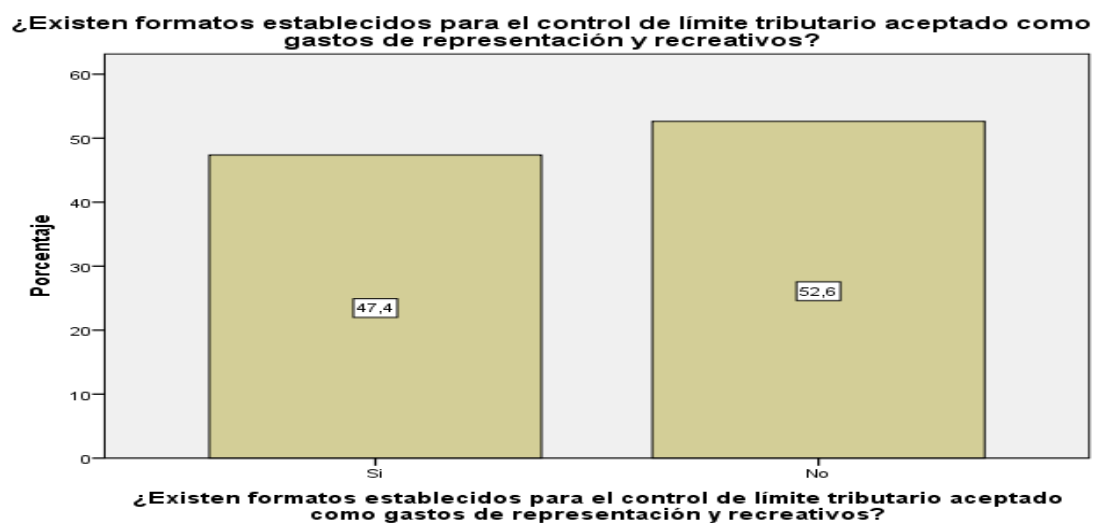 ¿Existen formatos establecidos para el control de límite tributario aceptado como
gastos de representación y recreativos?
60
50
40
30
20
10
0
Porcentaje
47,4
52,6
Si
No
¿Existen formatos establecidos para el control de límite tributario aceptado
como gastos de representación y recreativos?